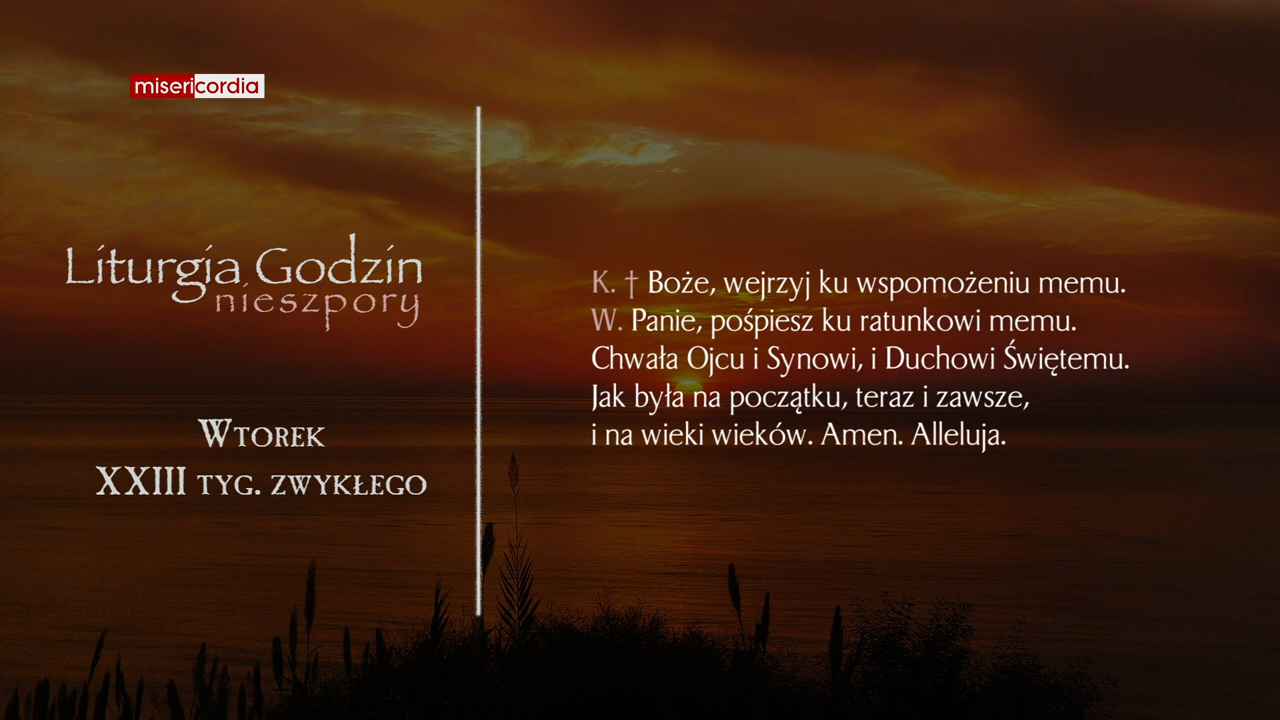 misericordia
Liturgia Godzin
nieszpory
Wtorek
XXIII tyg. zwykłego
K. † Boże, wejrzyj ku wspomożeniu memu.
W. Panie, pośpiesz ku ratunkowi memu.
Chwała Ojcu i Synowi, i Duchowi Świętemu.
Jak była na początku, teraz i zawsze,
i na wieki wieków. Amen. Alleluja.